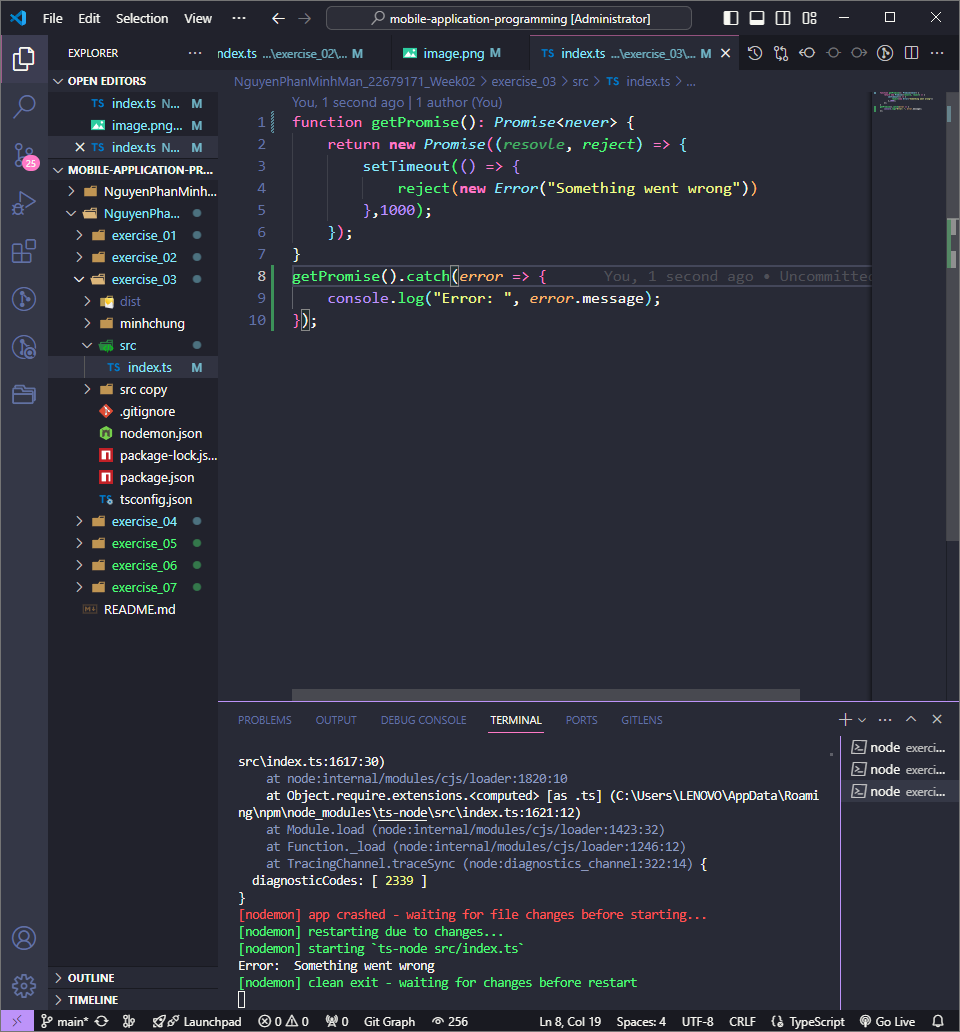 File Edit Selection View ··· mobile-application-programming [Administrator]
EXPLORER ···
index.ts ...\exercise_02\... M image.png M TS index.ts ...\exercise_03\... M
OPEN EDITORS
TS index.ts N... M
image.png... M
TS index.ts N... M
MOBILE-APPLICATION-PR...
NguyenPhanMinh...
NguyenPha...
exercise_01
exercise_02
exercise_03
dist
minhchung
src
TS index.ts M
src copy
.gitignore
nodemon.json
package-lock.js...
package.json
TS tsconfig.json
exercise_04
exercise_05
exercise_06
exercise_07
README.md
OUTLINE
TIMELINE
25
NguyenPhanMinhMan_22679171_Week02 > exercise_03 > src > TS index.ts > ...
You, 1 second ago | 1 author (You)
1 function getPromise(): Promise<never> {
2 return new Promise((resovle, reject) => {
3 setTimeout(() => {
4 reject(new Error("Something went wrong"))
5 },1000);
6 });
7 }
8 getPromise().catch(error => { You, 1 second ago • Uncommitted
9 console.log("Error: ", error.message);
10 });
PROBLEMS OUTPUT DEBUG CONSOLE TERMINAL PORTS GITLENS
node exerci...
node exerci...
node exerci...
src\index.ts:1617:30)
at node:internal/modules/cjs/loader:1820:10
at Object.require.extensions.<computed> [as .ts] (C:\Users\LENOVO\AppData\Roami
ng\npm\node_modules\ts-node\src\index.ts:1621:12)
at Module.load (node:internal/modules/cjs/loader:1423:32)
at Function._load (node:internal/modules/cjs/loader:1246:12)
at TracingChannel.traceSync (node:diagnostics_channel:322:14) {
diagnosticCodes: [ 2339 ]
}
[nodemon] app crashed - waiting for file changes before starting...
[nodemon] restarting due to changes...
[nodemon] starting `ts-node src/index.ts`
Error:  Something went wrong
[nodemon] clean exit - waiting for changes before restart
main* Launchpad 0 0 0 Git Graph 256 Ln 8, Col 19 Spaces: 4 UTF-8 CRLF {} TypeScript Go Live